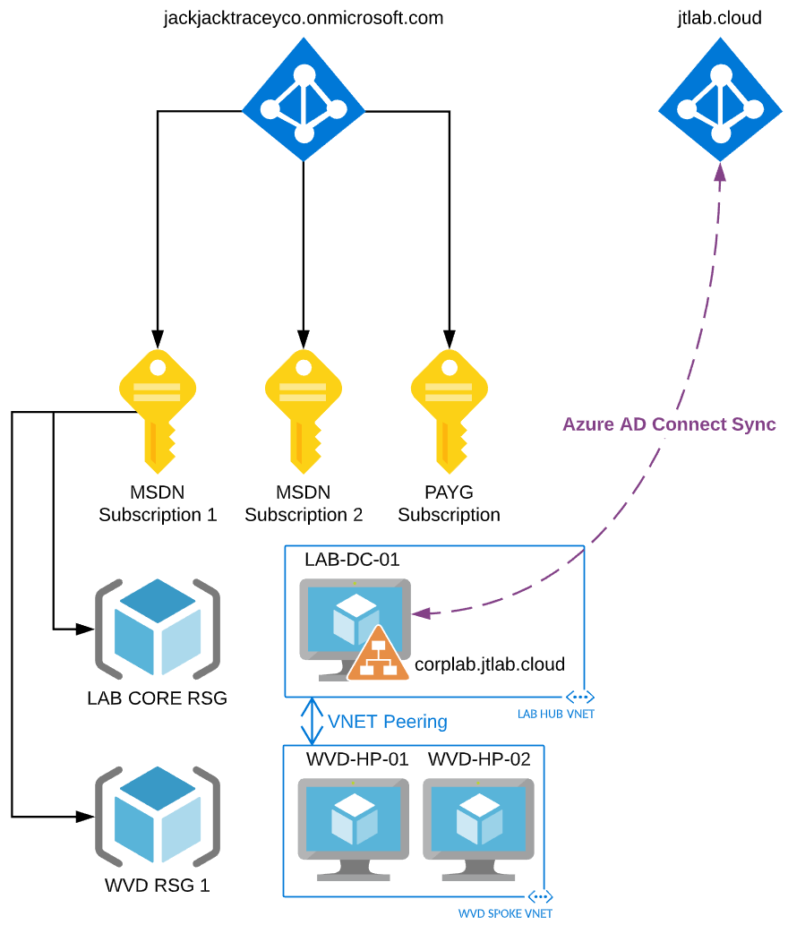 jackjacktraceyco.onmicrosoft.com
jtlab.cloud
Azure AD Connect Sync
MSDN
Subscription 1
MSDN
Subscription 2
PAYG
Subscription
LAB-DC-01
corplab.jtlab.cloud
LAB CORE RSG
LAB HUB VNET
VNET Peering
WVD-HP-01
WVD-HP-02
WVD RSG 1
WVD SPOKE VNET